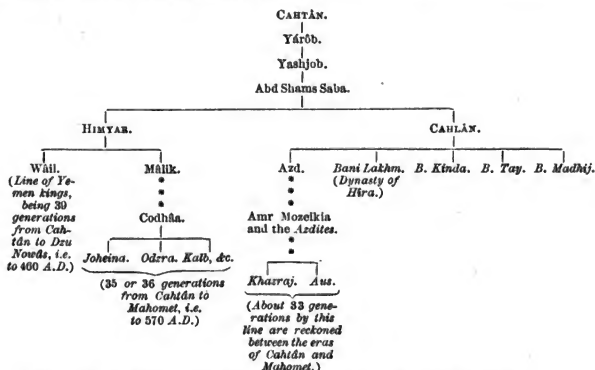 CAHTÂN.
Yárôb.
Yashjob.
Abd Shams Saba.
HIMYAR.
CAHLÂN.
Wâil.
(Line of Ye-
men kings,
being 39
generations
from Cah-
tân to Dzu
Nowâs, i.e.
to 460 A.D.)
Mâlik.
Codhâa.
Joheina. Odzra. Kalb, &c.
(35 or 36 generations
from Cahtân to
Mahomet, i.e.
to 570 A.D.)
Azd.
Amr Mozeikia
and the Azdites.
Khazraj. Aus.
(About 33 gene-
rations by this
line are reckoned
between the eras
of Cahtân and
Mahomet.)
Bani Lakhm.
(Dynasty of
Hira.)
B. Kinda.
B. Tay.
B. Madhij.